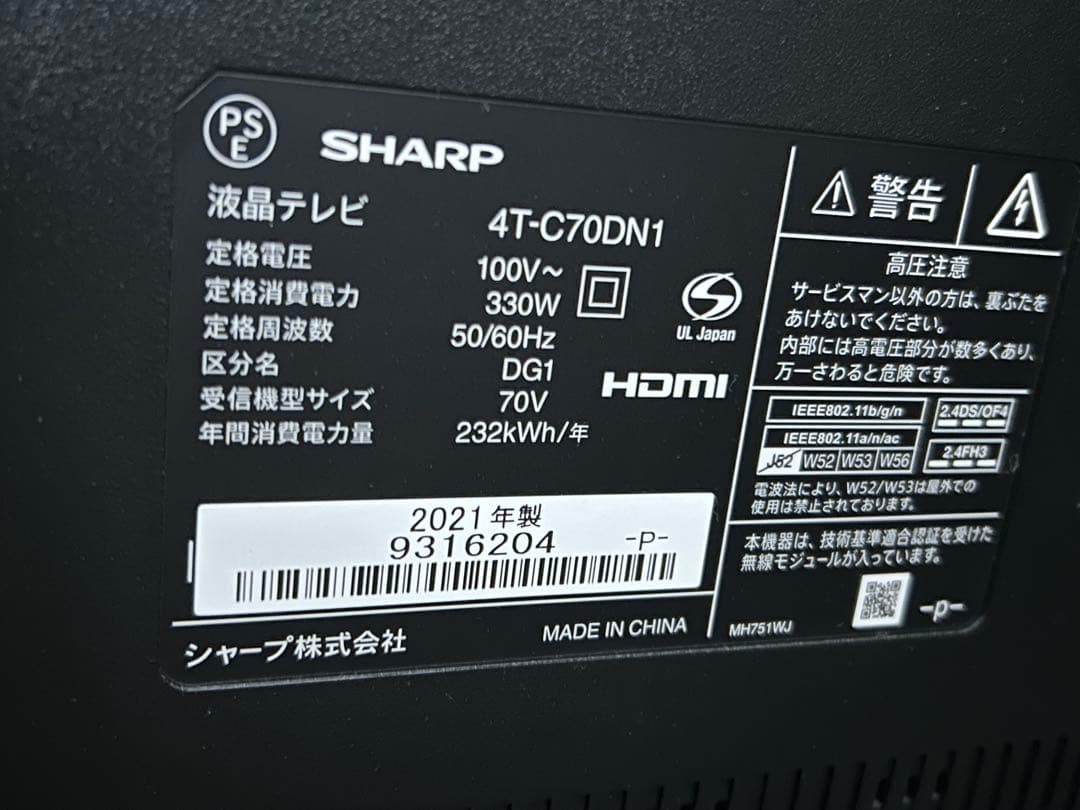 PS
E
SHARP
液晶テレビ 4T-C70DN1
定格電圧 100V~
定格消費電力 330W
定格周波数 50/60Hz
区分名 DG1
受信機型サイズ 70V
年間消費電力量 232kWh/年
UL Japan
HDMI
2021年製
9316204 -P-
シャープ株式会社 MADE IN CHINA
警告
高圧注意
サービスマン以外の方は、裏ぶたを
あけないでください。
内部には高電圧部分が数多くあり、
万一さわると危険です。
IEEE802.11b/g/n
2.4DS/OF4
IEEE802.11a/n/ac
J52 W52 W53 W56
2.4FH3
電波法により、W52/W53は屋外での
使用は禁止されております。
本機器は、技術基準適合認証を受けた
無線モジュールが入っています。
MH751WJ -P-